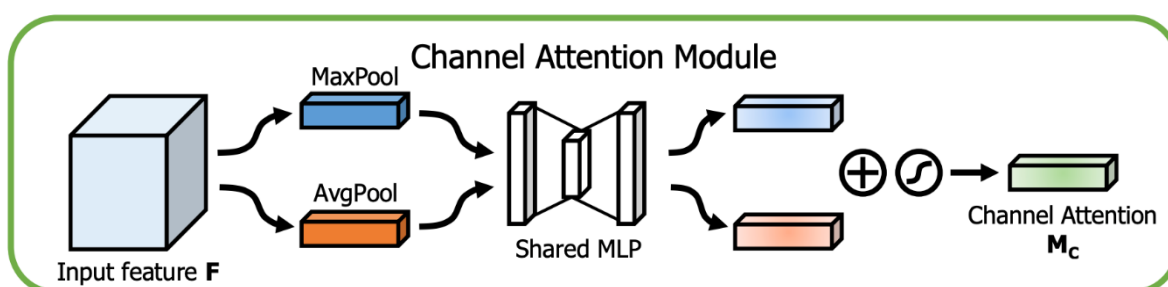 Channel Attention Module
MaxPool
AvgPool
Shared MLP
Input feature F
Channel Attention
Mc